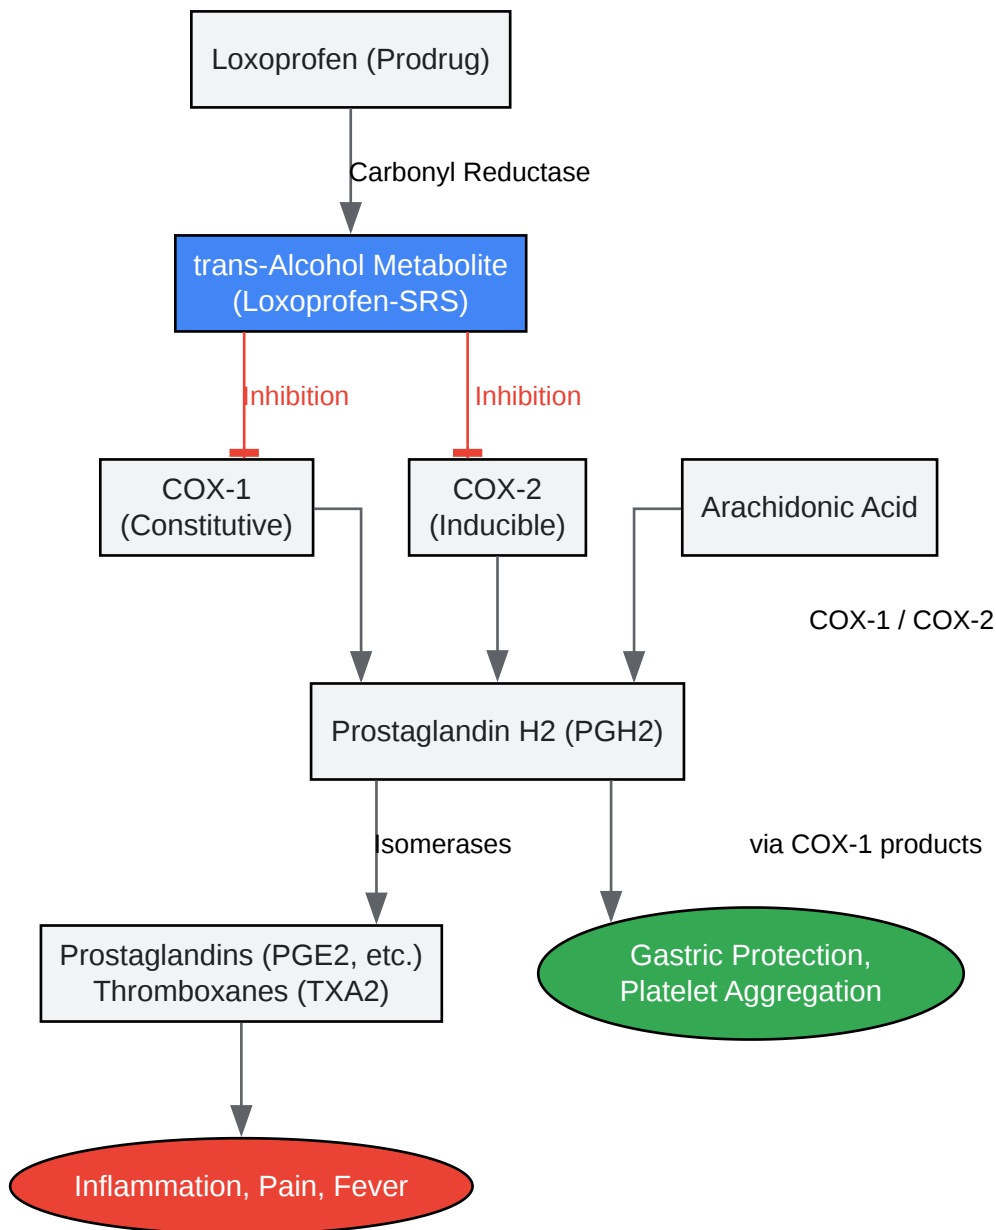 Loxoprofen (Prodrug)
Carbonyl Reductase
trans-Alcohol Metabolite
(Loxoprofen-SRS)
Inhibition
Inhibition
COX-1
(Constitutive)
COX-2
(Inducible)
Arachidonic Acid
COX-1 / COX-2
Prostaglandin H2 (PGH2)
Isomerases
via COX-1 products
Prostaglandins (PGE2, etc.)
Thromboxanes (TXA2)
Gastric Protection,
Platelet Aggregation
Inflammation, Pain, Fever